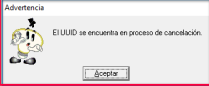 Advertencia
El UUID se encuentra en proceso de cancelación.
Aceptar